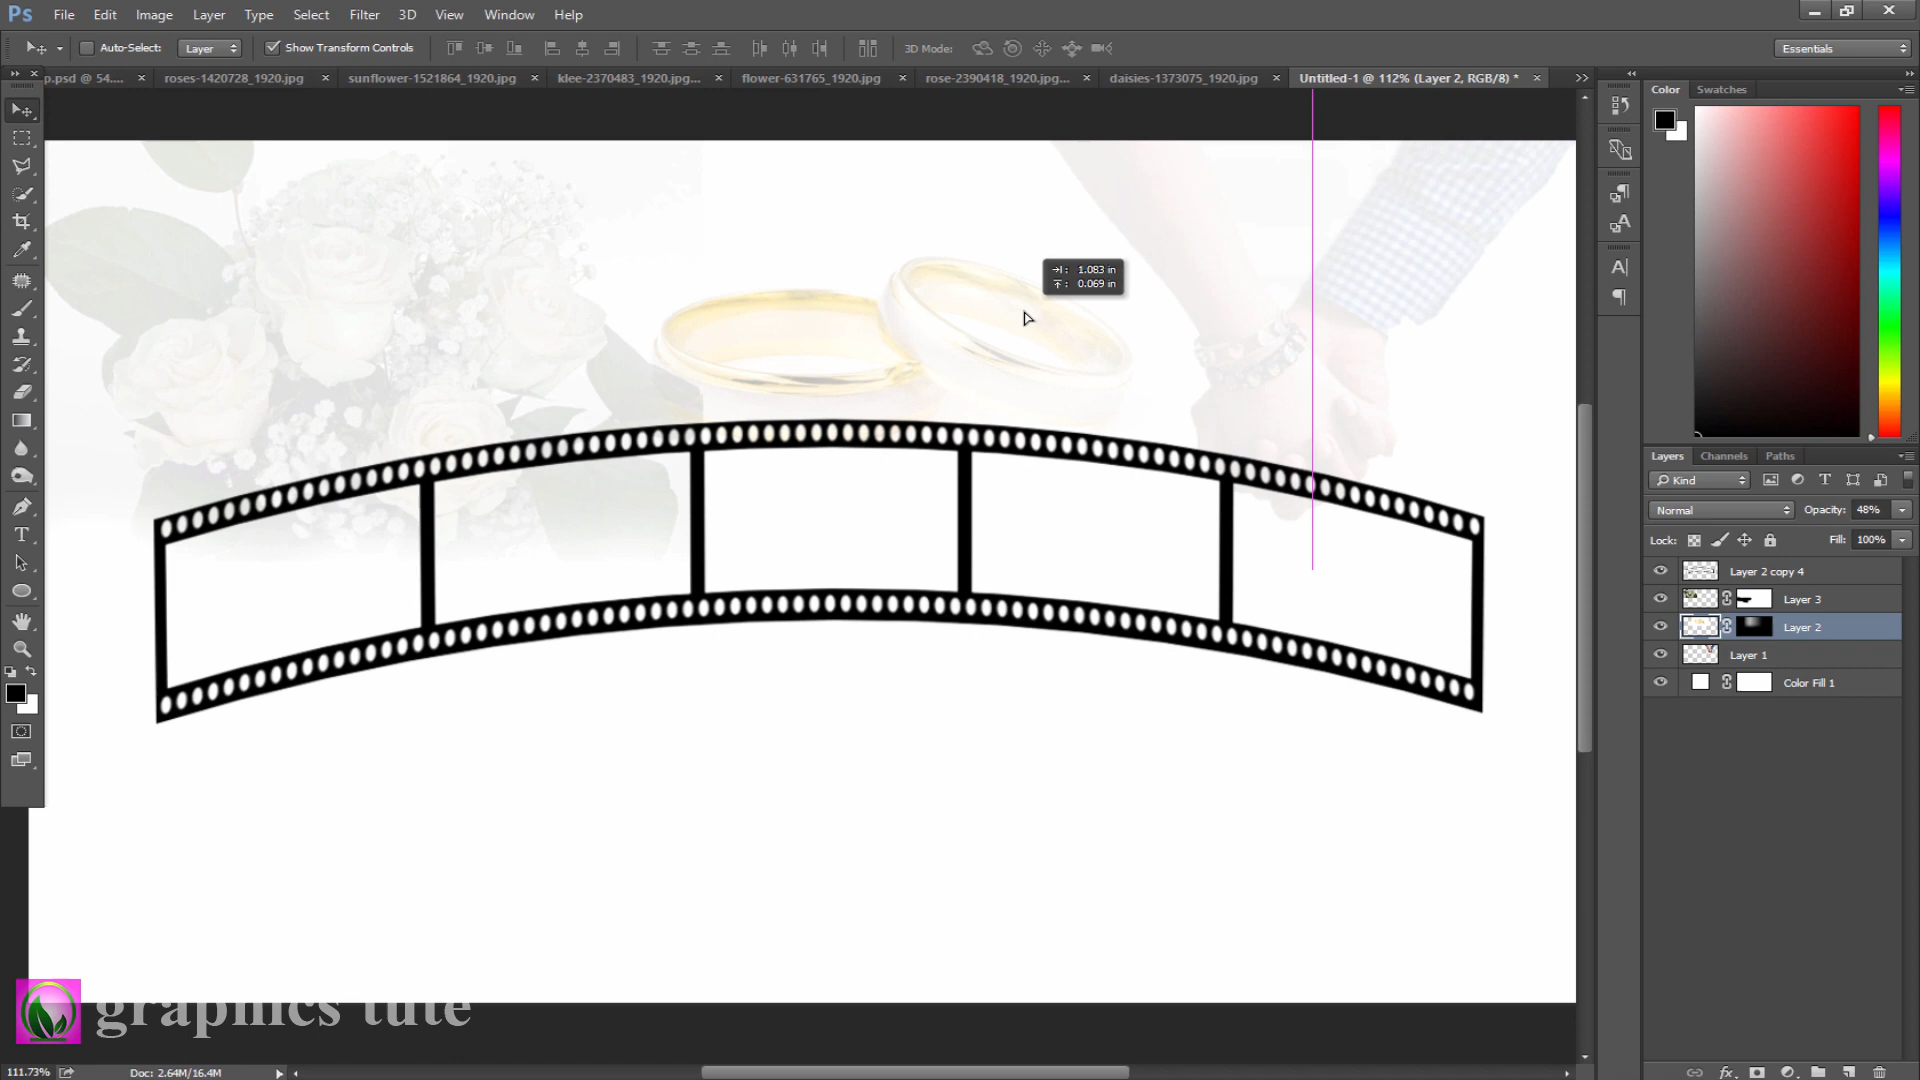 Ps File Edit Image Layer Type Select Filter 3D View Window Help
Auto-Select: Layer Show Transform Controls 3D Mode: Essentials
p.psd @ 54.... roses-1420728_1920.jpg sunflower-1521864_1920.jpg klee-2370483_1920.jpg... flower-631765_1920.jpg rose-2390418_1920.jpg... daisies-1373075_1920.jpg Untitled-1 @ 112% (Layer 2, RGB/8) *
Color Swatches
1.083 in
0.069 in
Layers Channels Paths
Kind
Normal Opacity: 48%
Lock: Fill: 100%
Layer 2 copy 4
Layer 3
Layer 2
Layer 1
Color Fill 1
graphics tute
111.73% Doc: 2.64M/16.4M